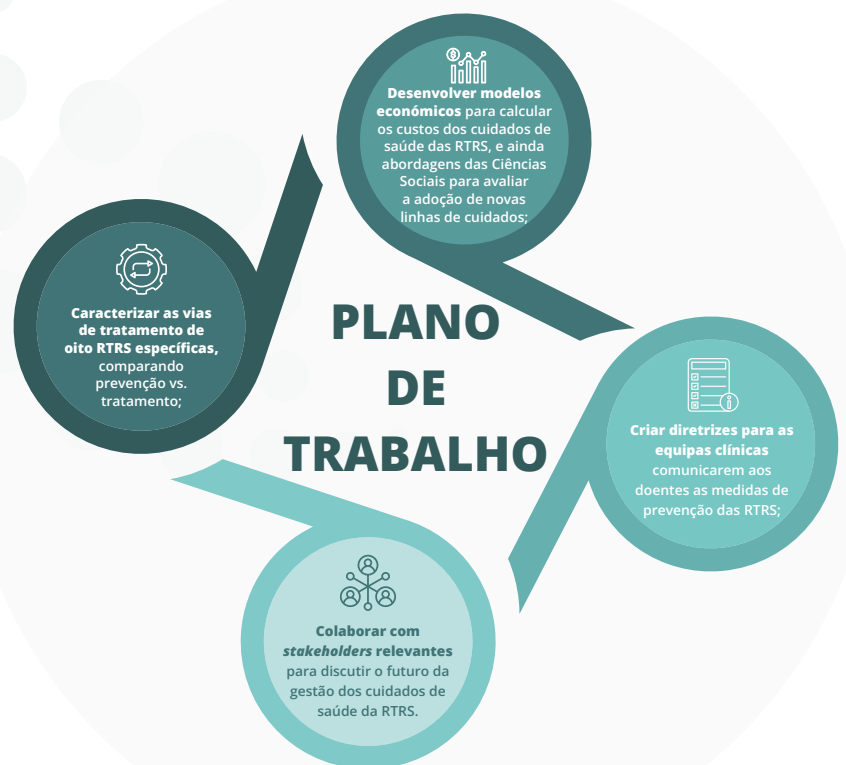 PLANO
DE
TRABALHO
Caracterizar as vias
de tratamento de
oito RTRS específicas,
comparando
prevenção vs.
tratamento;
Desenvolver modelos
económicos para calcular
os custos dos cuidados de
saúde das RTRS, e ainda
abordagens das Ciências
Sociais para avaliar
a adoção de novas
linhas de cuidados;
Criar diretrizes para as
equipas clínicas
comunicarem aos
doentes as medidas de
prevenção das RTRS;
Colaborar com
stakeholders relevantes
para discutir o futuro da
gestão dos cuidados de
saúde da RTRS.